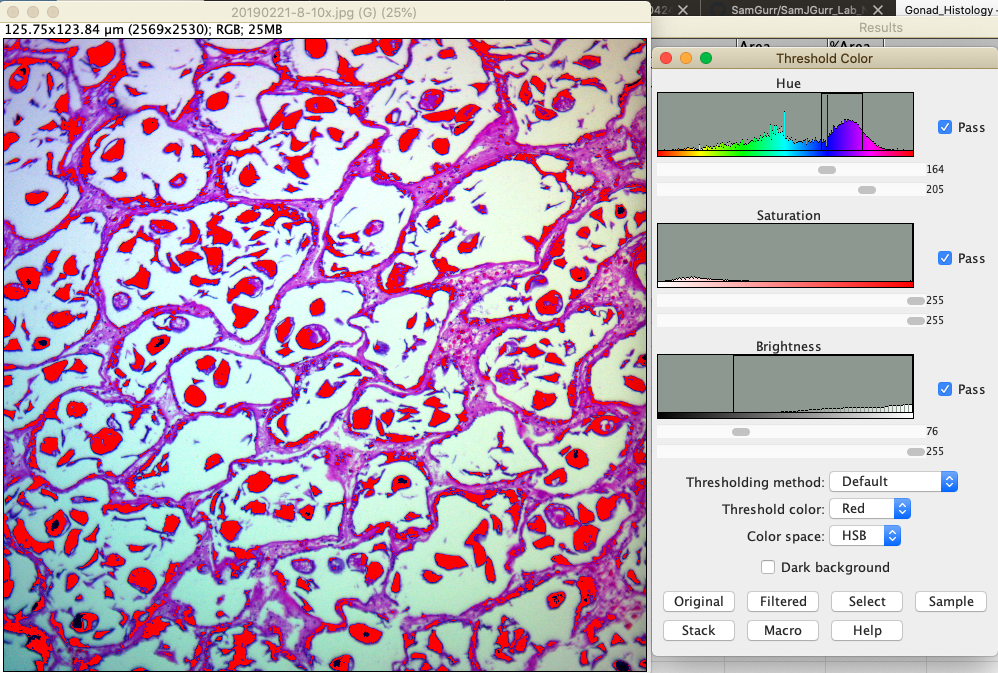 20190221-8-10x.jpg (G) (25%)
125.75x123.84 µm (2569x2530); RGB; 25MB
SamGurr/SamJGurr_Lab_
Gonad_Histology
Results
Area
%Area
Threshold Color
Hue
Pass
164
205
Saturation
Pass
255
255
Brightness
Pass
76
255
Thresholding method: Default
Threshold color: Red
Color space: HSB
Dark background
Original Filtered Select Sample
Stack Macro Help